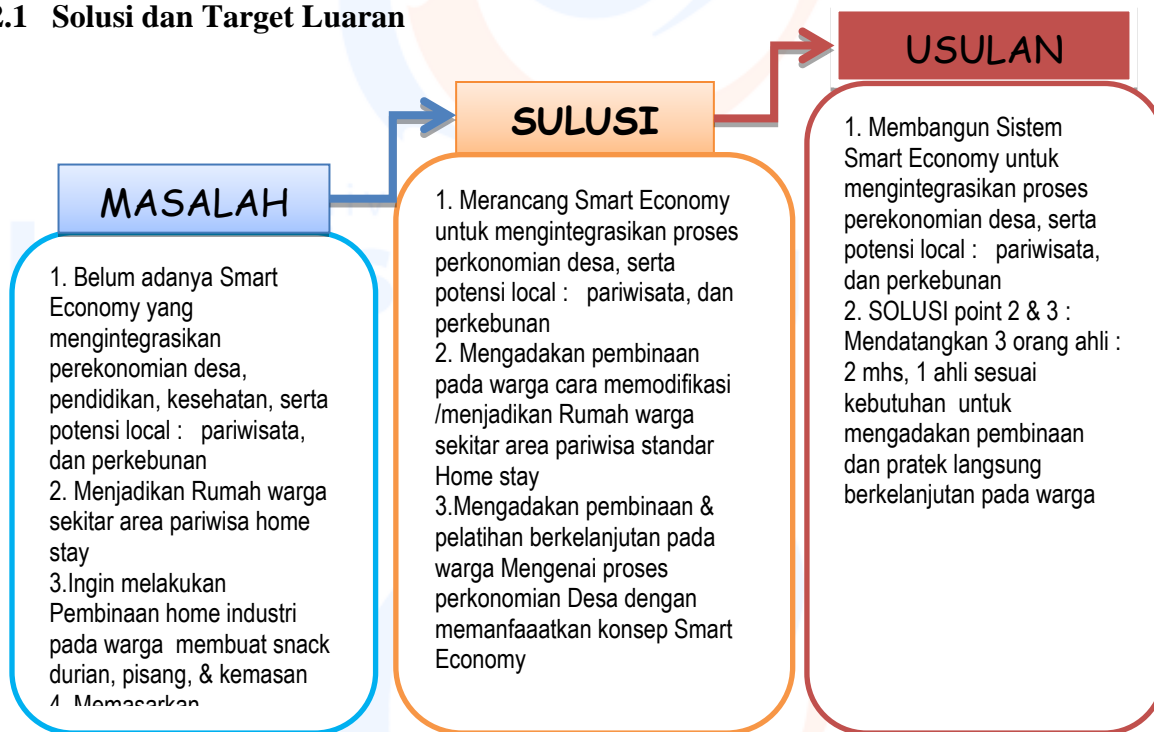 2.1 Solusi dan Target Luaran
MASALAH
1. Belum adanya Smart
Economy yang
mengintegrasikan
perekonomian desa,
pendidikan, kesehatan, serta
potensi local : pariwisata,
dan perkebunan
2. Menjadikan Rumah warga
sekitar area pariwisa home
stay
3.Ingin melakukan
Pembinaan home industri
pada warga membuat snack
durian, pisang, & kemasan
4. Memasarkan
SULUSI
1. Merancang Smart Economy
untuk mengintegrasikan proses
perkonomian desa, serta
potensi local : pariwisata, dan
perkebunan
2. Mengadakan pembinaan
pada warga cara memodifikasi
/menjadikan Rumah warga
sekitar area pariwisa standar
Home stay
3.Mengadakan pembinaan &
pelatihan berkelanjutan pada
warga Mengenai proses
perkonomian Desa dengan
memanfaaatkan konsep Smart
Economy
USULAN
1. Membangun Sistem
Smart Economy untuk
mengintegrasikan proses
perekonomian desa, serta
potensi local : pariwisata,
dan perkebunan
2. SOLUSI point 2 & 3 :
Mendatangkan 3 orang ahli :
2 mhs, 1 ahli sesuai
kebutuhan untuk
mengadakan pembinaan
dan pratek langsung
berkelanjutan pada warga